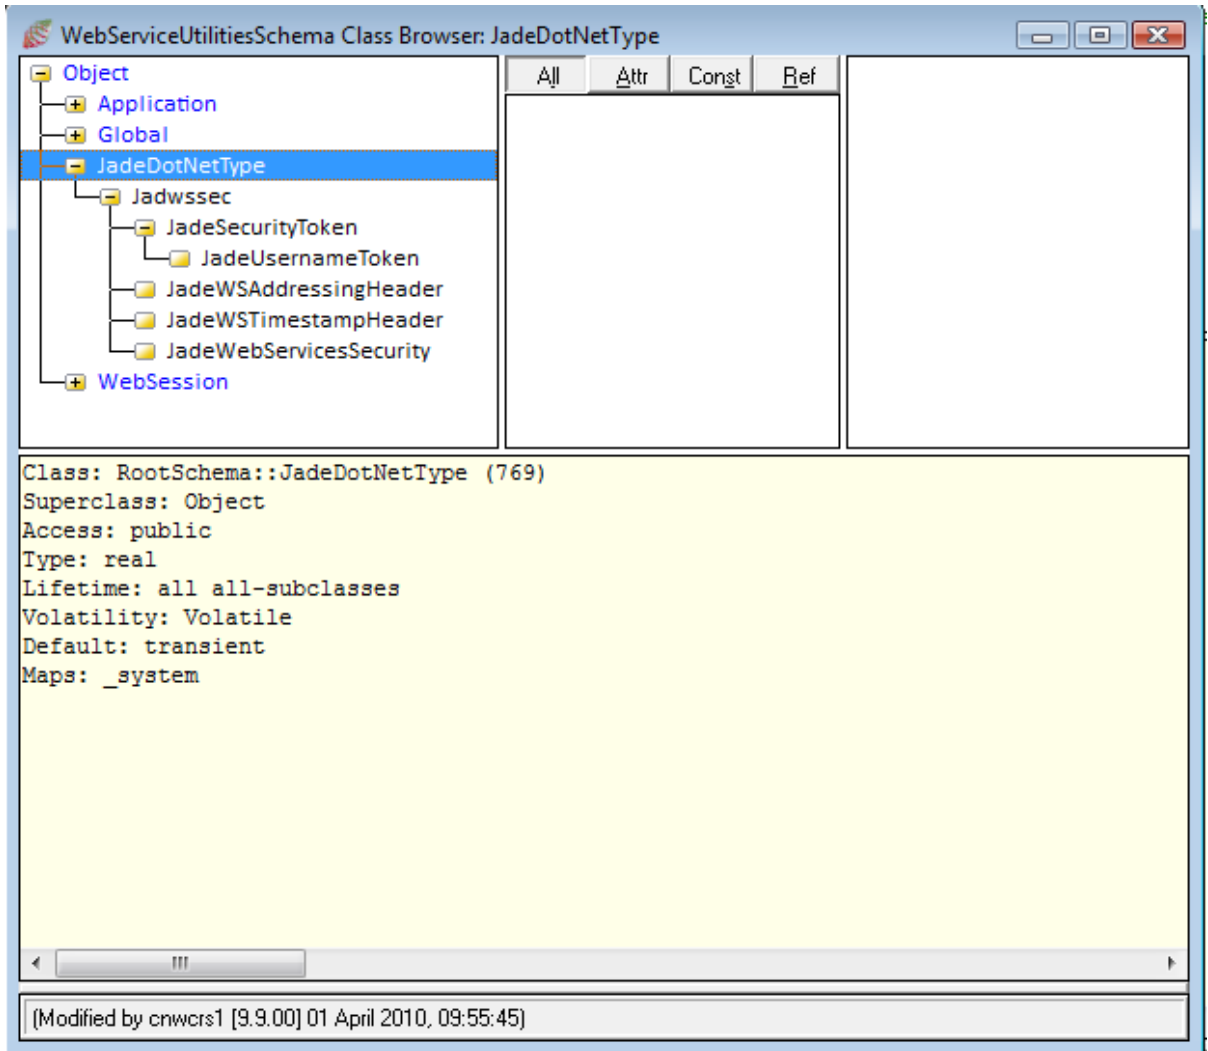 WebServiceUtilitiesSchema Class Browser: JadeDotNetType
Object
Application
Global
JadeDotNetType
Jadwssec
JadeSecurityToken
JadeUsernameToken
JadeWSAddressingHeader
JadeWSTimestampHeader
JadeWebServicesSecurity
WebSession
All Attr Const Ref
Class: RootSchema::JadeDotNetType (769)
Superclass: Object
Access: public
Type: real
Lifetime: all all-subclasses
Volatility: Volatile
Default: transient
Maps: _system
(Modified by cnwcrs1 [9.9.00] 01 April 2010, 09:55:45)